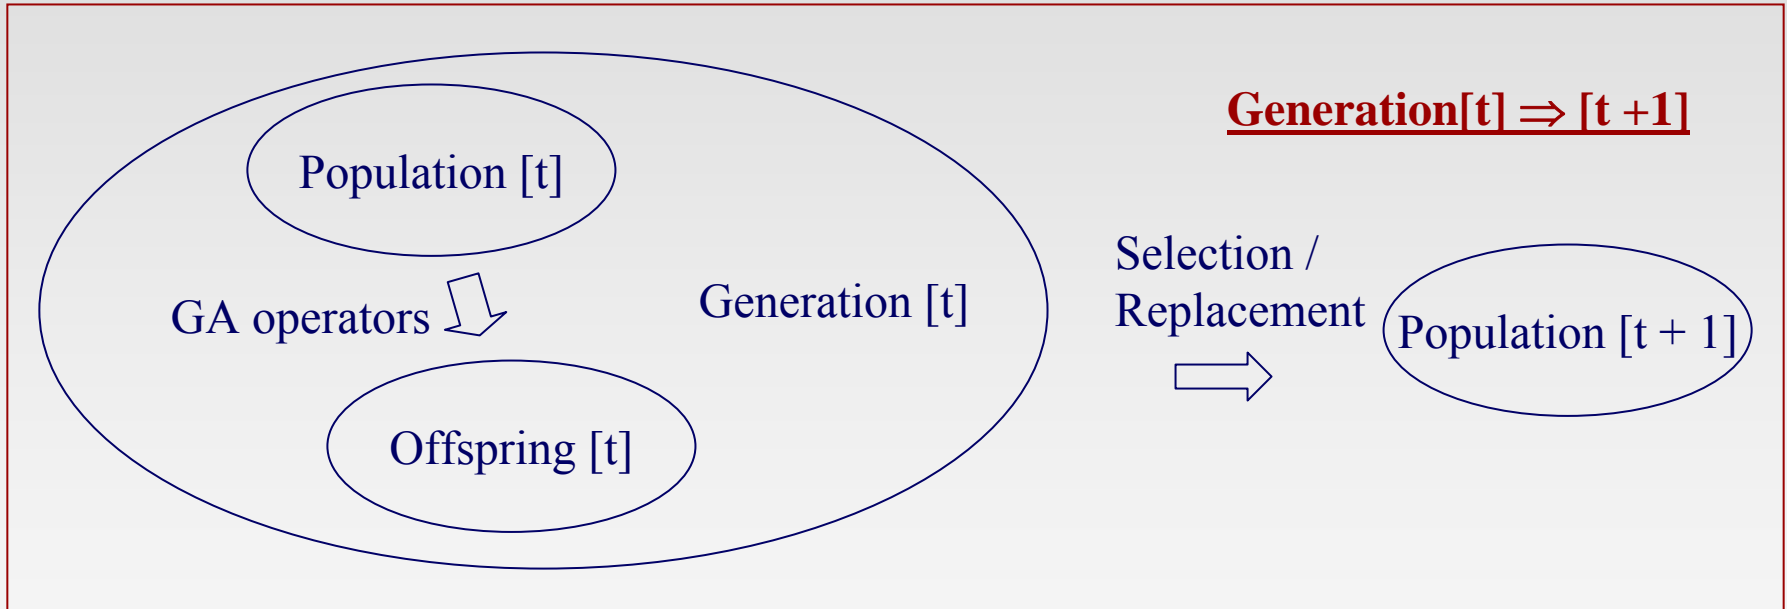 Generation[t] ⇒ [t +1]
Population [t]
GA operators
Generation [t]
Offspring [t]
Selection /
Replacement
Population [t + 1]